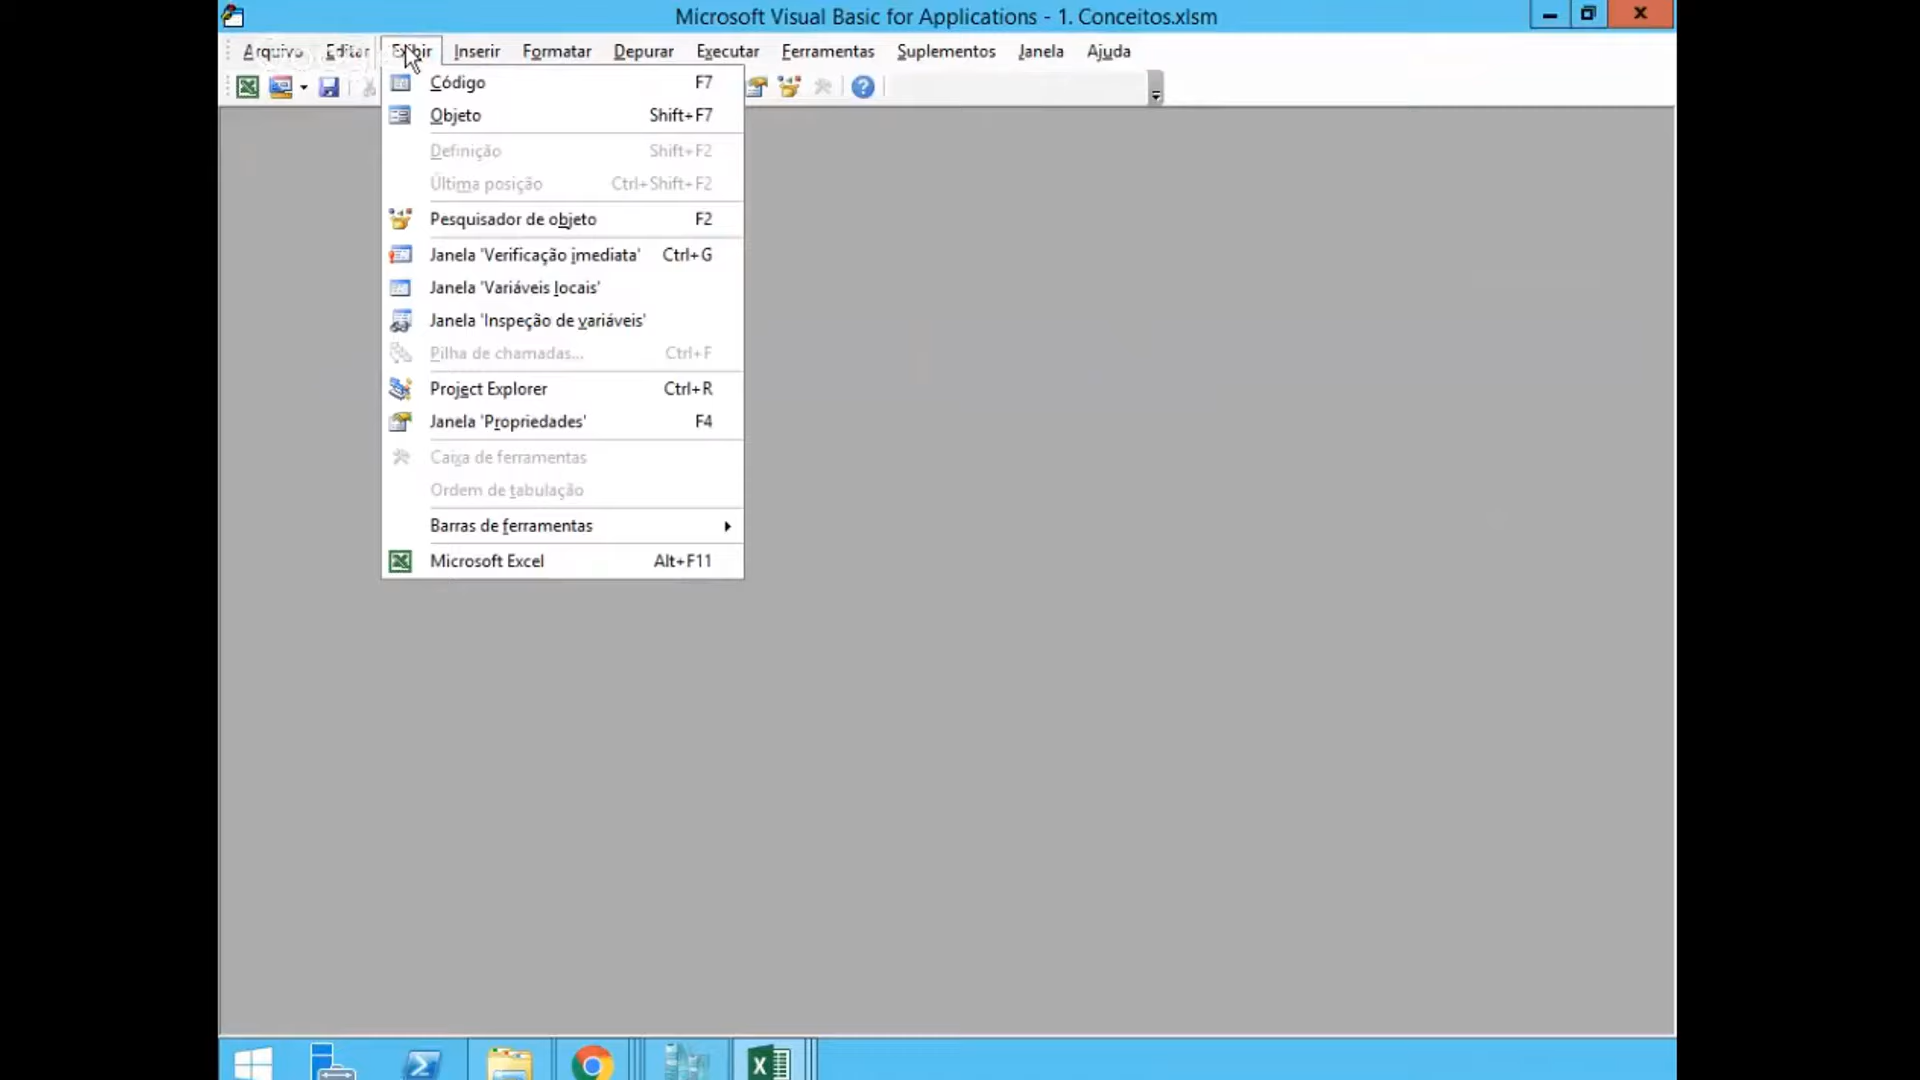 Microsoft Visual Basic for Applications - 1. Conceitos.xlsm
Arquivo Editar Exibir Inserir Formatar Depurar Executar Ferramentas Suplementos Janela Ajuda
Código F7
Objeto Shift+F7
Definição Shift+F2
Última posição Ctrl+Shift+F2
Pesquisador de objeto F2
Janela 'Verificação imediata' Ctrl+G
Janela 'Variáveis locais'
Janela 'Inspeção de variáveis'
Pilha de chamadas... Ctrl+F
Project Explorer Ctrl+R
Janela 'Propriedades' F4
Caixa de ferramentas
Ordem de tabulação
Barras de ferramentas
Microsoft Excel Alt+F11